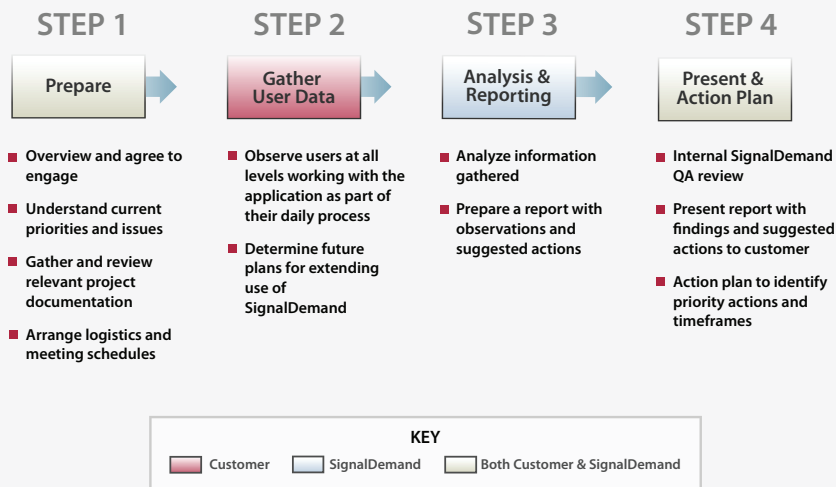 STEP 1
Prepare
Overview and agree to
engage
Understand current
priorities and issues
Gather and review
relevant project
documentation
Arrange logistics and
meeting schedules
STEP 2
Gather
User Data
Observe users at all
levels working with the
application as part of
their daily process
Determine future
plans for extending
use of
SignalDemand
STEP 3
Analysis &
Reporting
Analyze information
gathered
Prepare a report with
observations and
suggested actions
STEP 4
Present &
Action Plan
Internal SignalDemand
QA review
Present report with
findings and suggested
actions to customer
Action plan to identify
priority actions and
timeframes
KEY
Customer
SignalDemand
Both Customer & SignalDemand